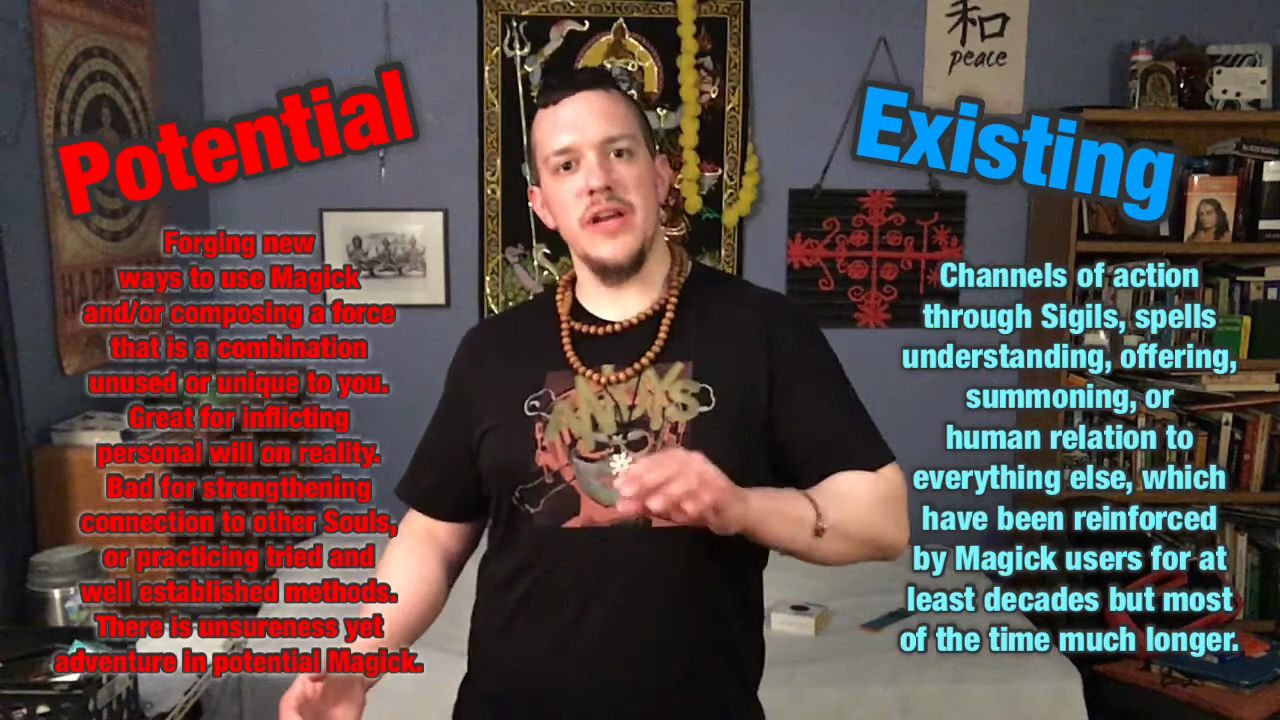 Potential
Forging new
ways to use Magick
and/or composing a force
that is a combination
unused or unique to you.
Great for inflicting
personal will on reality.
Bad for strengthening
connection to other Souls,
or practicing tried and
well established methods.
There is unsureness yet
adventure in potential Magick.
Existing
Channels of action
through Sigils, spells
understanding, offering,
summoning, or
human relation to
everything else, which
have been reinforced
by Magick users for at
least decades but most
of the time much longer.
和
peace